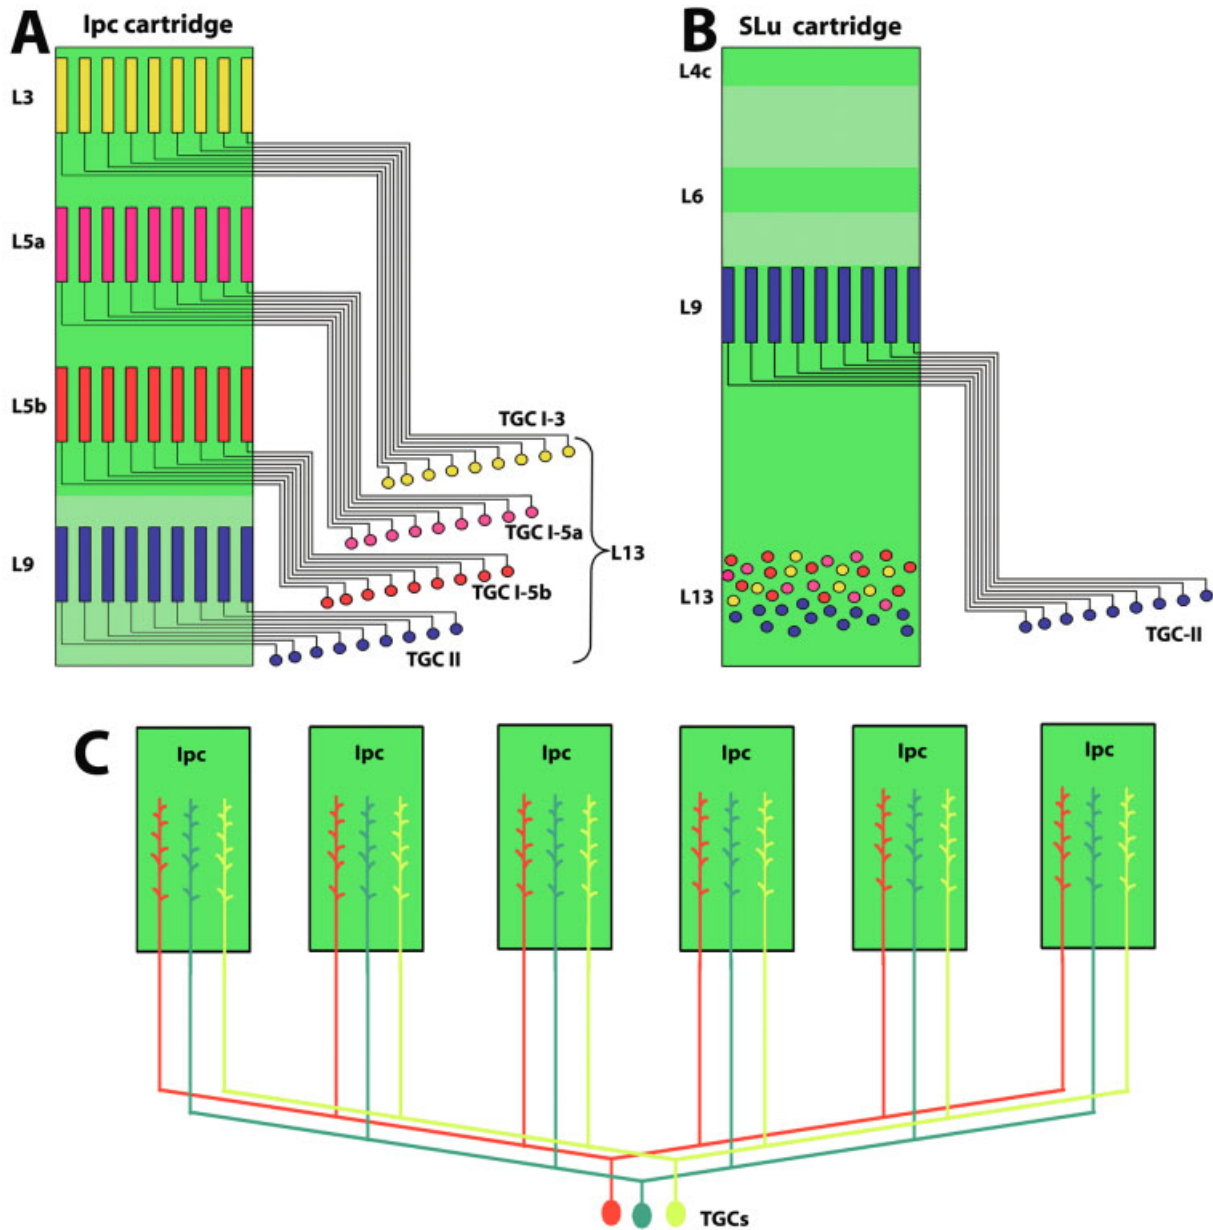 A
Ipc cartridge
L3
L5a
L5b
L9
TGC I-3
TGC I-5a
TGC I-5b
TGC II
L13
B
SLu cartridge
L4c
L6
L9
L13
TGC-II
C
Ipc
Ipc
Ipc
Ipc
Ipc
Ipc
TGCs